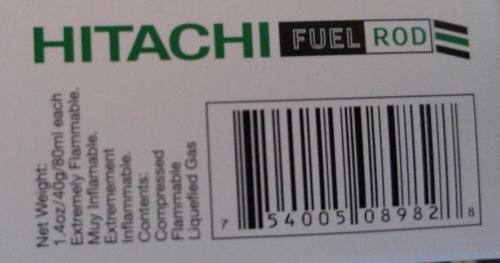 HITACHI FUEL ROD
Net Weight:
1.4oz/40g/80ml each
Extremely Flammable.
Muy Inflamable.
Extremement
Inflammable.
Contents:
Compressed
Flammable
Liquefied Gas
7 54005 08982 8